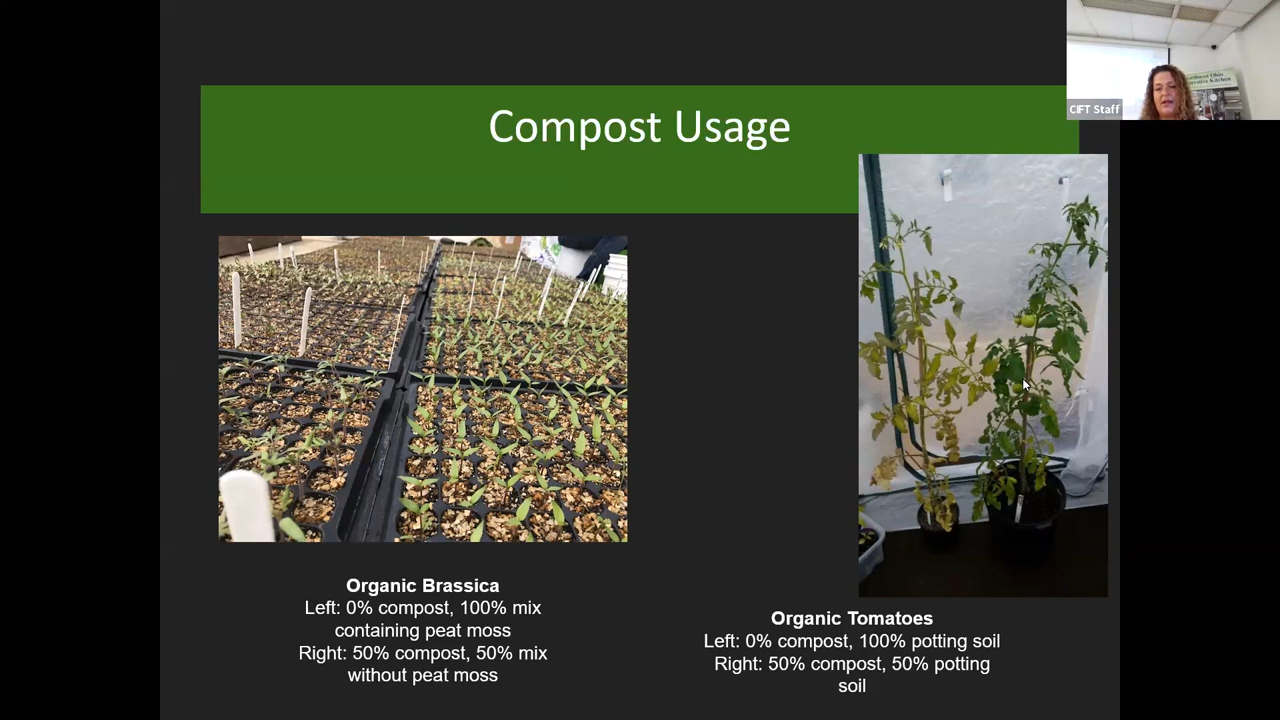 Compost Usage
CIFT Staff
Organic Brassica
Left: 0% compost, 100% mix
containing peat moss
Right: 50% compost, 50% mix
without peat moss
Organic Tomatoes
Left: 0% compost, 100% potting soil
Right: 50% compost, 50% potting
soil